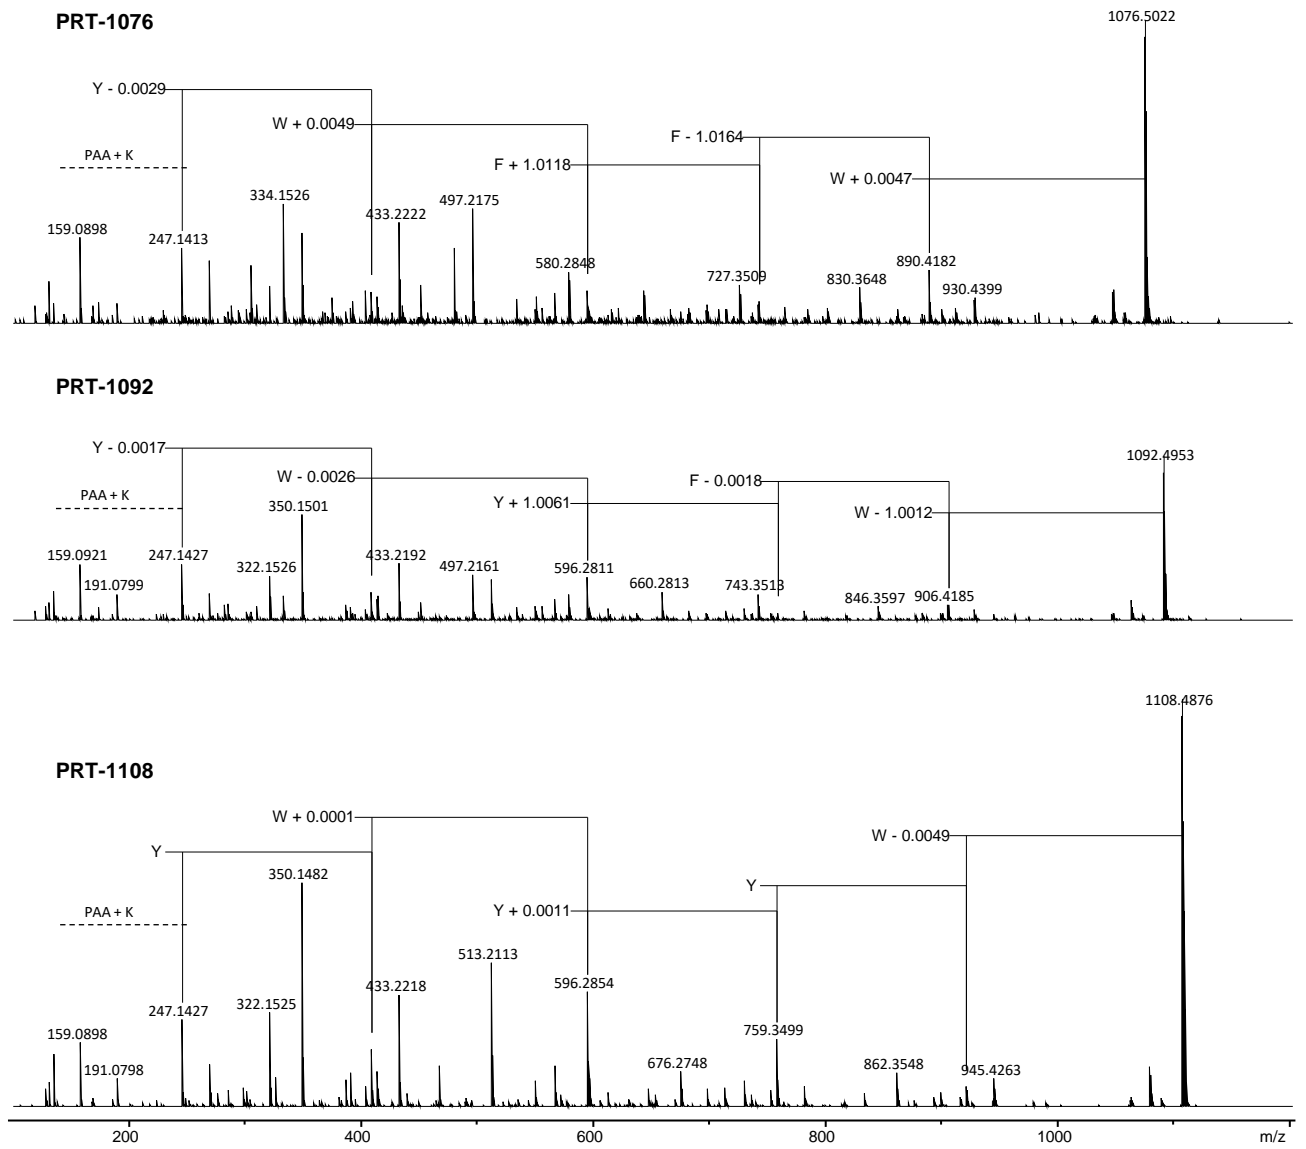 PRT-1076
1076.5022
Y - 0.0029
W + 0.0049
F - 1.0164
PAA + K
F + 1.0118
W + 0.0047
334.1526
497.2175
433.2222
159.0898
247.1413
580.2848
890.4182
727.3509
830.3648
930.4399
PRT-1092
Y - 0.0017
1092.4953
W - 0.0026
F - 0.0018
PAA + K
Y + 1.0061
350.1501
W - 1.0012
159.0921
247.1427
433.2192
322.1526
497.2161
596.2811
191.0799
660.2813
743.3513
846.3597
906.4185
1108.4876
PRT-1108
W + 0.0001
W - 0.0049
Y
350.1482
Y
PAA + K
Y + 0.0011
513.2113
433.2218
596.2854
322.1525
247.1427
159.0898
759.3499
191.0798
676.2748
862.3548
945.4263
200
400
600
800
1000
m/z